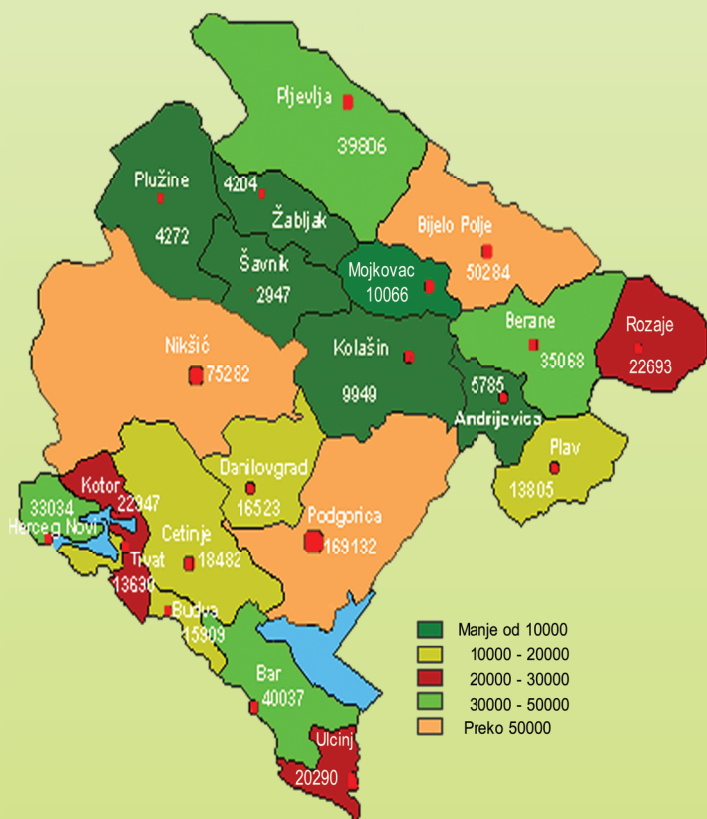 Pljevlja
39806
Plužine
4272
4204
Žabljak
Bijelo Polje
50284
Šavnik
2947
Mojkovac
10066
Berane
35068
Rozaje
22693
Nikšić
75282
Kolašin
9949
5785
Andrijevica
Plav
13805
Danilovgrad
16523
Kotor
22947
33034
Herceg Novi
Podgorica
169132
Cetinje
18482
Tivat
13630
Budva
15909
Bar
40037
Ulcinj
20290
Manje od 10000
10000 - 20000
20000 - 30000
30000 - 50000
Preko 50000